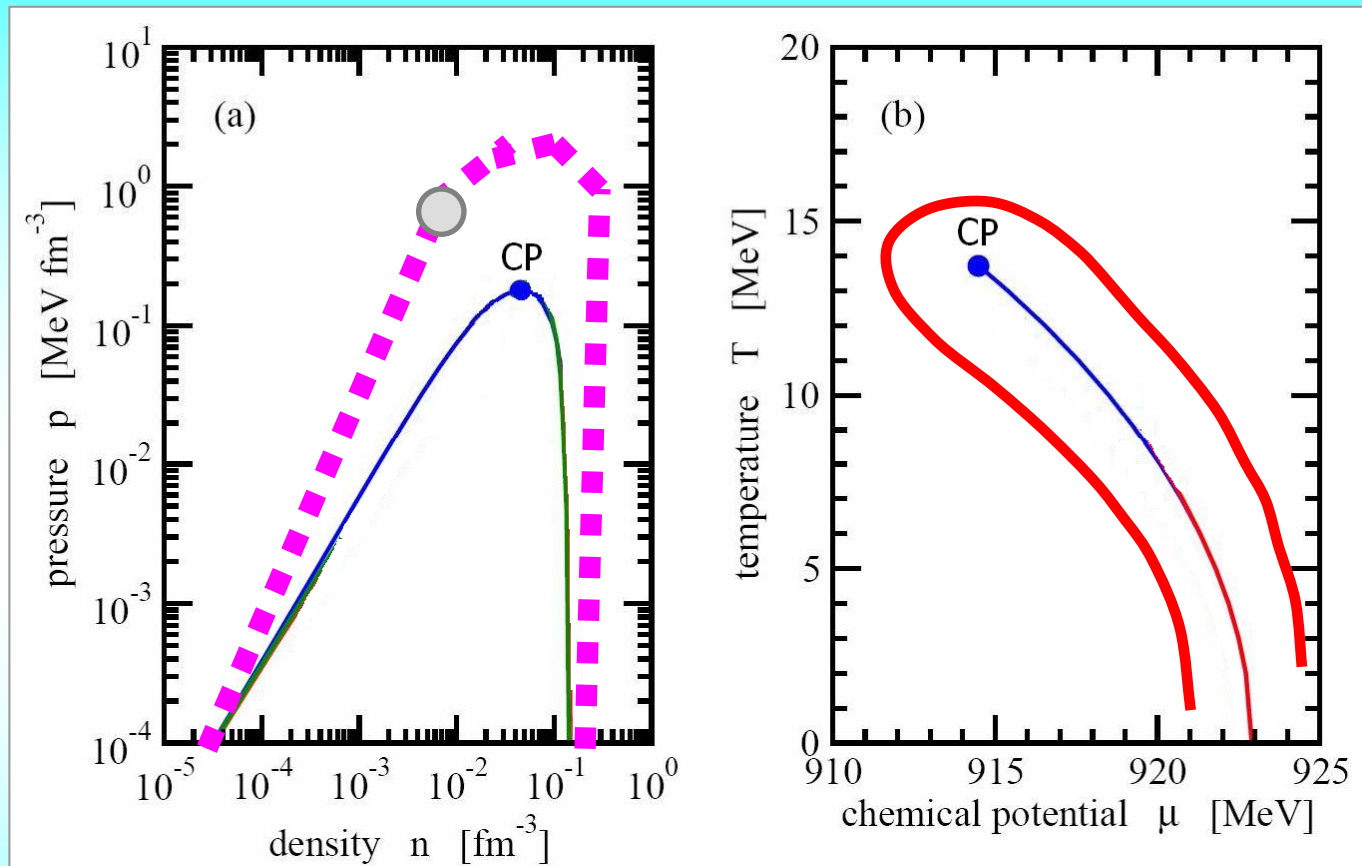 (a)
CP
10^1
10^0
10^-1
10^-2
10^-3
10^-4
pressure p [MeV fm^-3]
10^-5 10^-4 10^-3 10^-2 10^-1 10^0
density n [fm^-3]
(b)
CP
20
15
10
5
0
temperature T [MeV]
910 915 920 925
chemical potential μ [MeV]